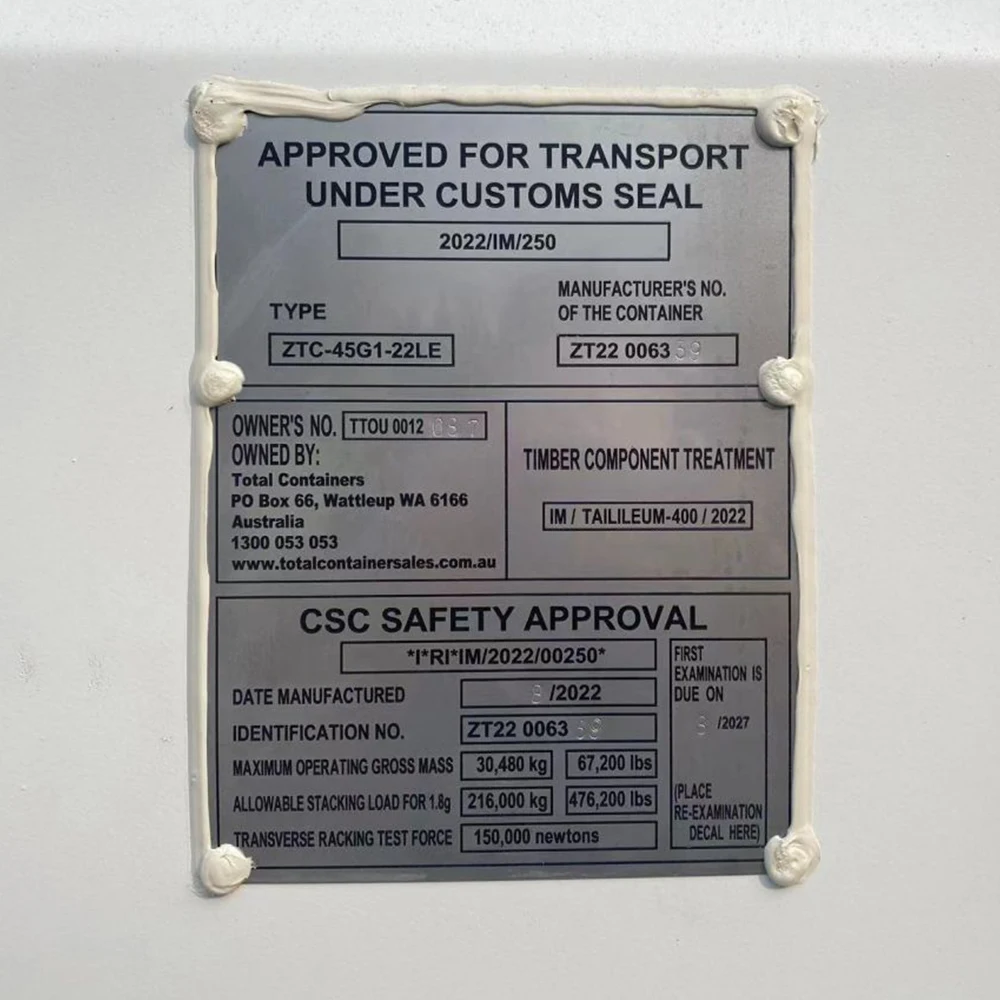 APPROVED FOR TRANSPORT
UNDER CUSTOMS SEAL
2022/IM/250
TYPE
MANUFACTURER'S NO.
OF THE CONTAINER
ZTC-45G1-22LE
ZT22 0063
OWNER'S NO. TTOU 0012
OWNED BY:
Total Containers
PO Box 66, Wattleup WA 6166
Australia
1300 053 053
www.totalcontainersales.com.au
TIMBER COMPONENT TREATMENT
IM / TAILILEUM-400 / 2022
CSC SAFETY APPROVAL
*I*RI*IM/2022/00250*
DATE MANUFACTURED /2022
IDENTIFICATION NO. ZT22 0063
MAXIMUM OPERATING GROSS MASS 30,480 kg 67,200 lbs
ALLOWABLE STACKING LOAD FOR 1.8g 216,000 kg 476,200 lbs
TRANSVERSE RACKING TEST FORCE 150,000 newtons
FIRST
EXAMINATION IS
DUE ON
/2027
(PLACE
RE-EXAMINATION
DECAL HERE)